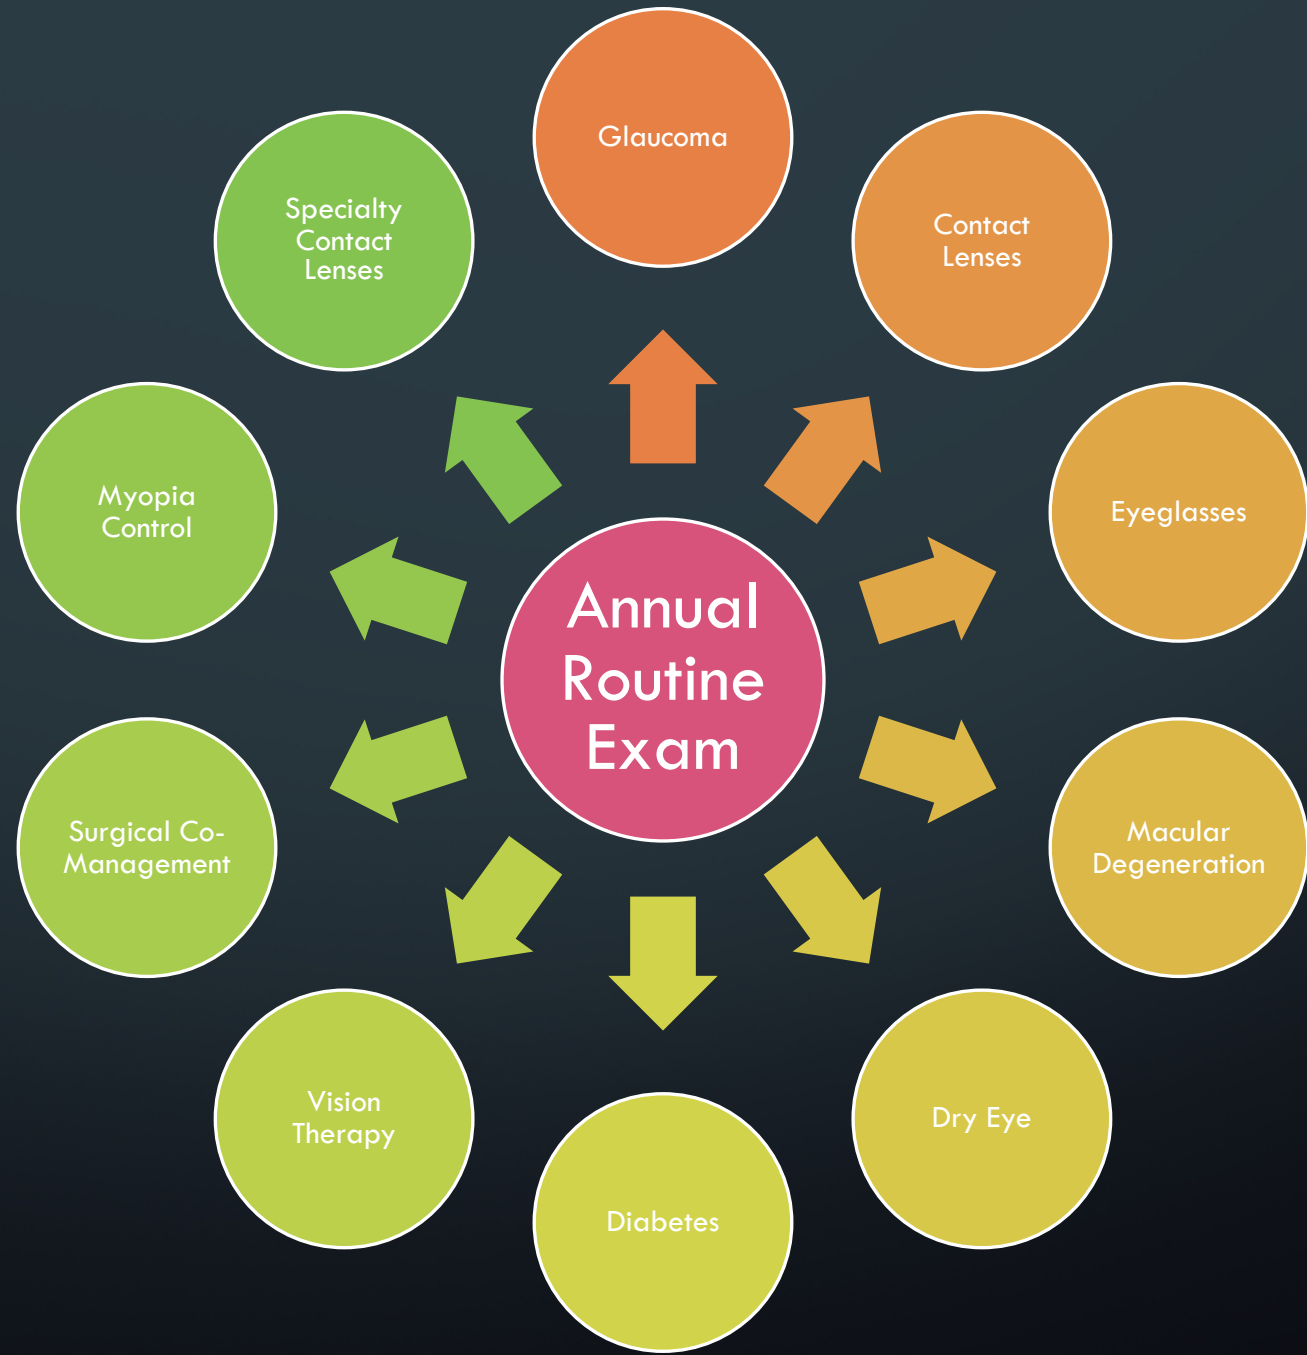 Glaucoma
Contact
Lenses
Eyeglasses
Macular
Degeneration
Dry Eye
Diabetes
Vision
Therapy
Surgical Co-
Management
Myopia
Control
Specialty
Contact
Lenses
Annual
Routine
Exam